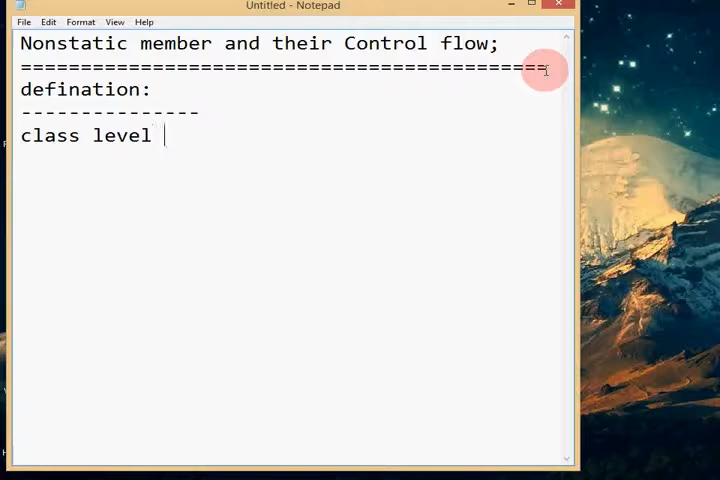 Untitled - Notepad
File Edit Format View Help
Nonstatic member and their Control flow;
============================================
defination:
---------------
class level